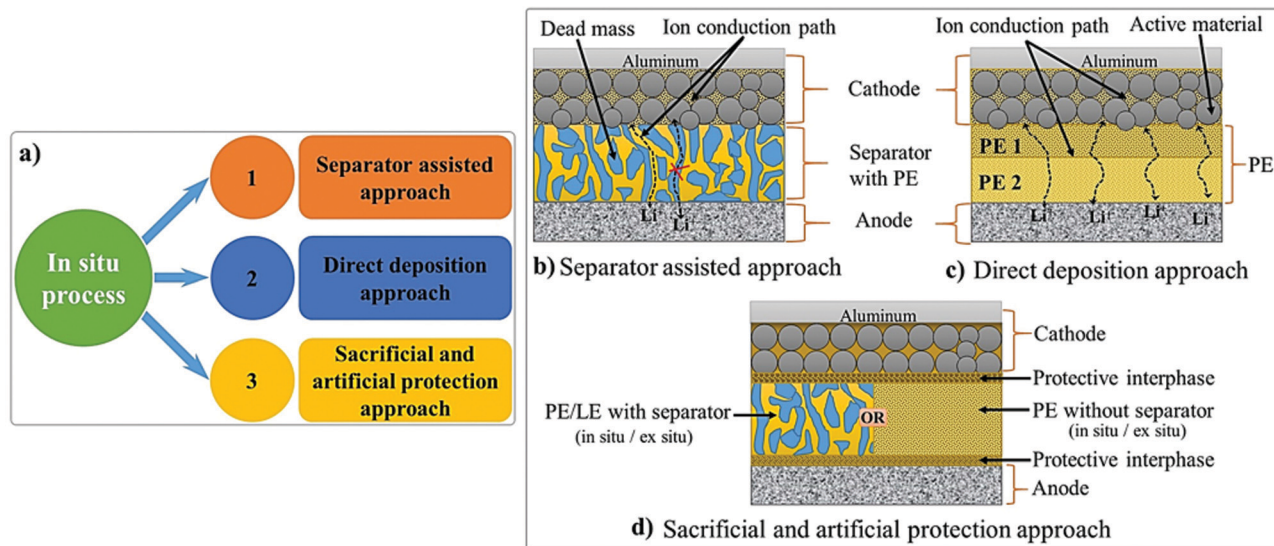 a)
In situ
process
1
Separator assisted
approach
2
Direct deposition
approach
3
Sacrificial and
artificial protection
approach
Dead mass
Ion conduction path
Aluminum
Cathode
Separator
with PE
Anode
Li
Li
b) Separator assisted approach
Ion conduction path
Active material
Aluminum
PE 1
PE 2
PE
Li
Li
Li
Li
c) Direct deposition approach
Aluminum
Cathode
Protective interphase
PE/LE with separator
(in situ / ex situ)
OR
PE without separator
(in situ / ex situ)
Protective interphase
Anode
d) Sacrificial and artificial protection approach